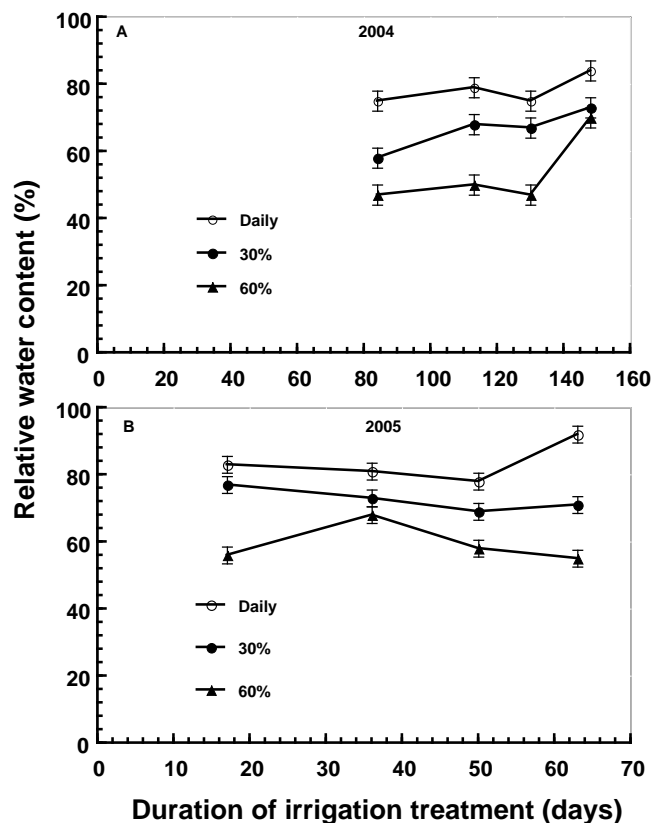 100
A
2004
80
60
40
Daily
30%
20
60%
0
0 20 40 60 80 100 120 140 160
Relative water content (%)
100
B
2005
80
60
40
Daily
30%
20
60%
0
0 10 20 30 40 50 60 70
Duration of irrigation treatment (days)